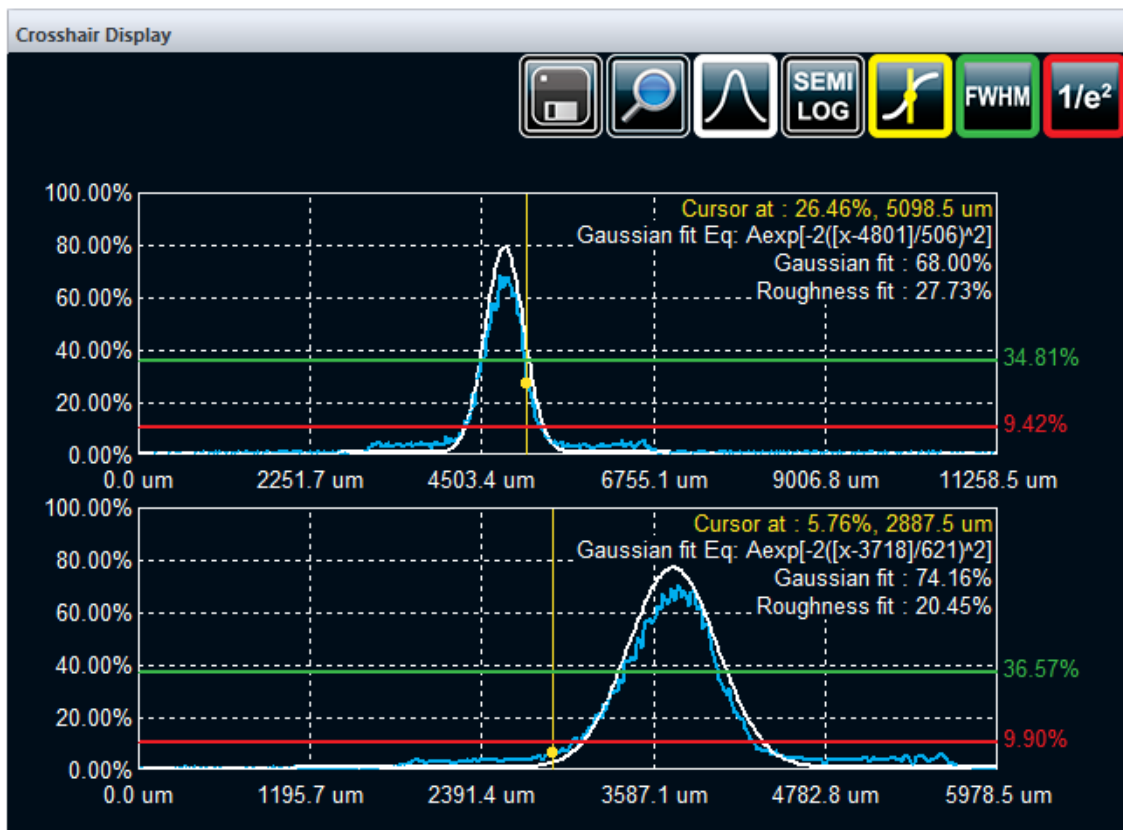 Crosshair Display
SEMI LOG
FWHM
1/e²
100.00%
80.00%
60.00%
40.00%
20.00%
0.00%
Cursor at : 26.46%, 5098.5 um
Gaussian fit Eq: Aexp[-2([x-4801]/506)^2]
Gaussian fit : 68.00%
Roughness fit : 27.73%
34.81%
9.42%
0.0 um 2251.7 um 4503.4 um 6755.1 um 9006.8 um 11258.5 um
100.00%
80.00%
60.00%
40.00%
20.00%
0.00%
Cursor at : 5.76%, 2887.5 um
Gaussian fit Eq: Aexp[-2([x-3718]/621)^2]
Gaussian fit : 74.16%
Roughness fit : 20.45%
36.57%
9.90%
0.0 um 1195.7 um 2391.4 um 3587.1 um 4782.8 um 5978.5 um